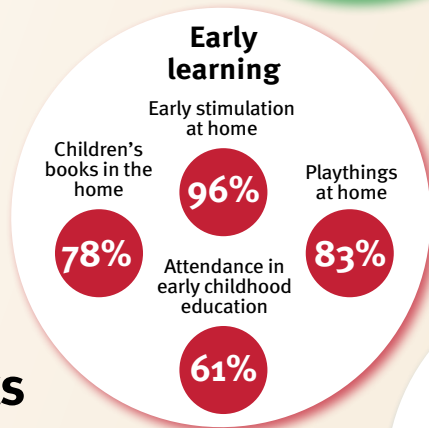 Early
learning
Early stimulation
at home
96%
Children’s
books in the
home
78%
Playthings
at home
83%
Attendance in
early childhood
education
61%